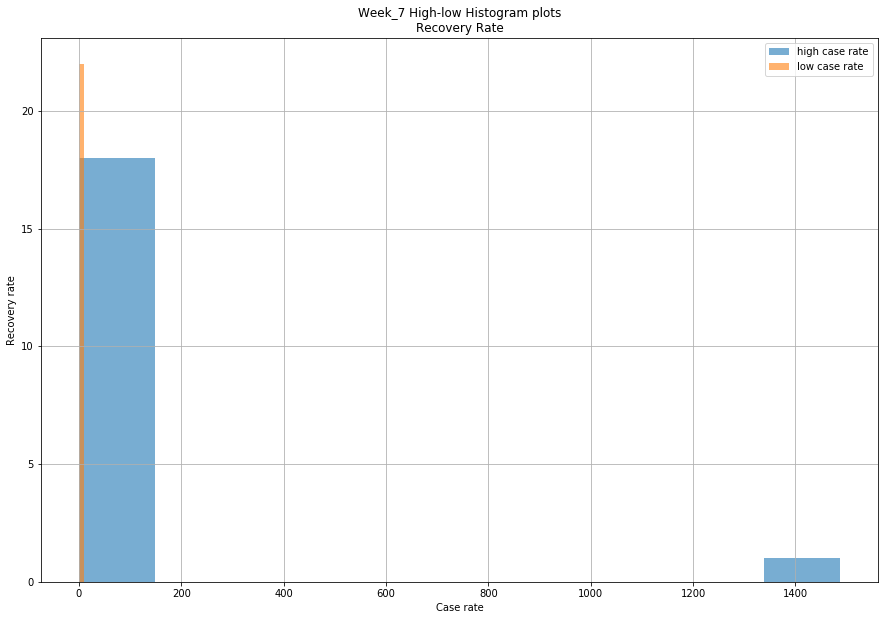 Week_7 High-low Histogram plots
Recovery Rate
high case rate
low case rate
Recovery rate
20
15
10
5
0
0 200 400 600 800 1000 1200 1400
Case rate